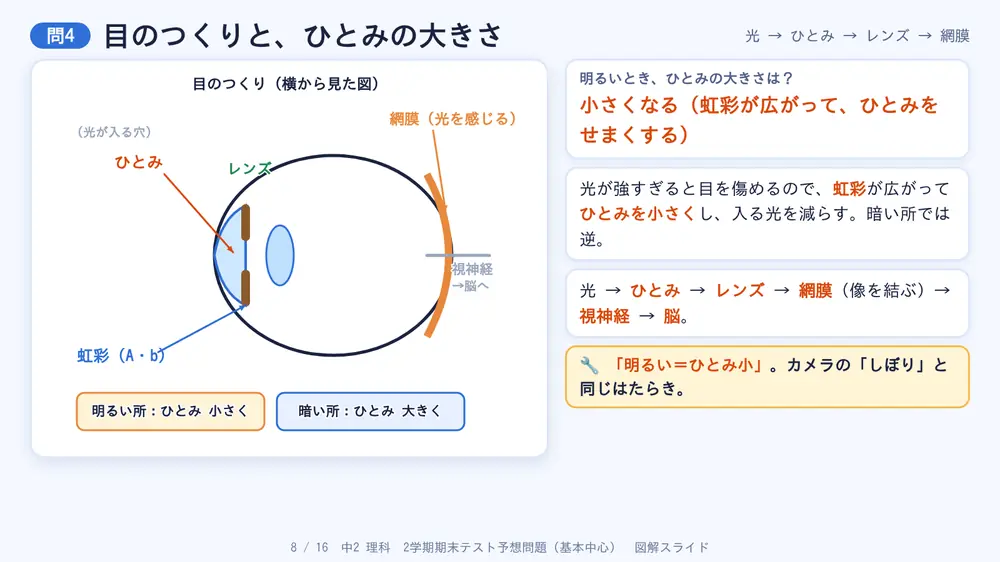 問4 目のつくりと、ひとみの大きさ
光 → ひとみ → レンズ → 網膜
目のつくり（横から見た図）
網膜（光を感じる）
（光が入る穴）
ひとみ
レンズ
視神経
→脳へ
虹彩（A・b）
明るい所：ひとみ 小さく
暗い所：ひとみ 大きく
明るいとき、ひとみの大きさは？
小さくなる（虹彩が広がって、ひとみを
せまくする）
光が強すぎると目を傷めるので、虹彩が広がって
ひとみを小さくし、入る光を減らす。暗い所では
逆。
光 → ひとみ → レンズ → 網膜（像を結ぶ）→
視神経 → 脳。
🔧 「明るい＝ひとみ小」。カメラの「しぼり」と
同じはたらき。
8 / 16 中2 理科 2学期期末テスト予想問題（基本中心） 図解スライド